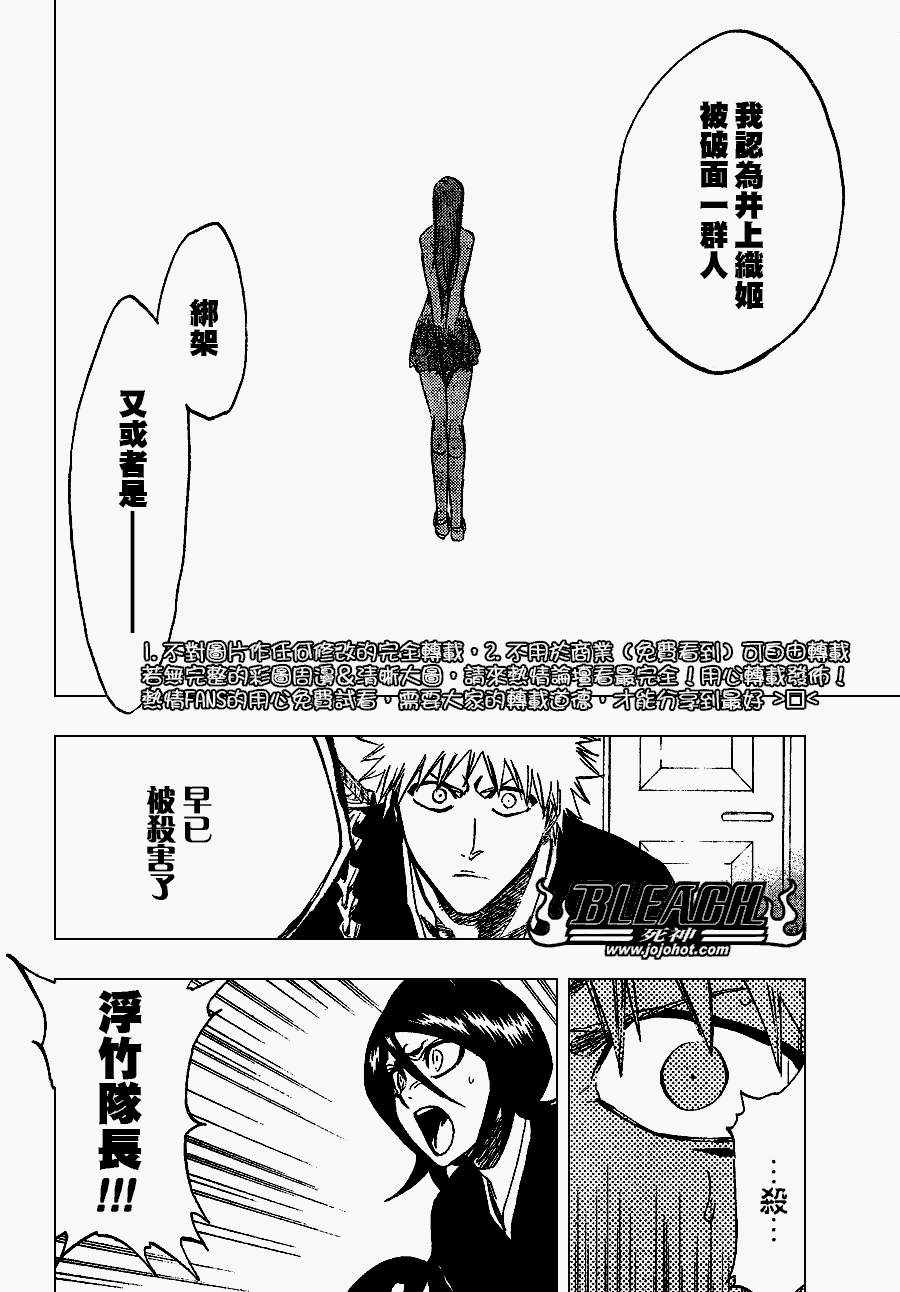 我認為井上織姬
被破面一群人
綁架
又或者是——
1. 不對圖片作任何修改的完全轉載，2. 不用於商業（免費看到）可自由轉載
若無完整的彩圖周邊&清晰大圖，請來熱情論壇看最完全！用心轉載發佈！
熱情FANS的用心免費試看，需要大家的轉載道德，才能分享到最好 >□<
早已
被殺害了
BLEACH
死神
www.jojohot.com
…殺…
浮竹隊長!!!